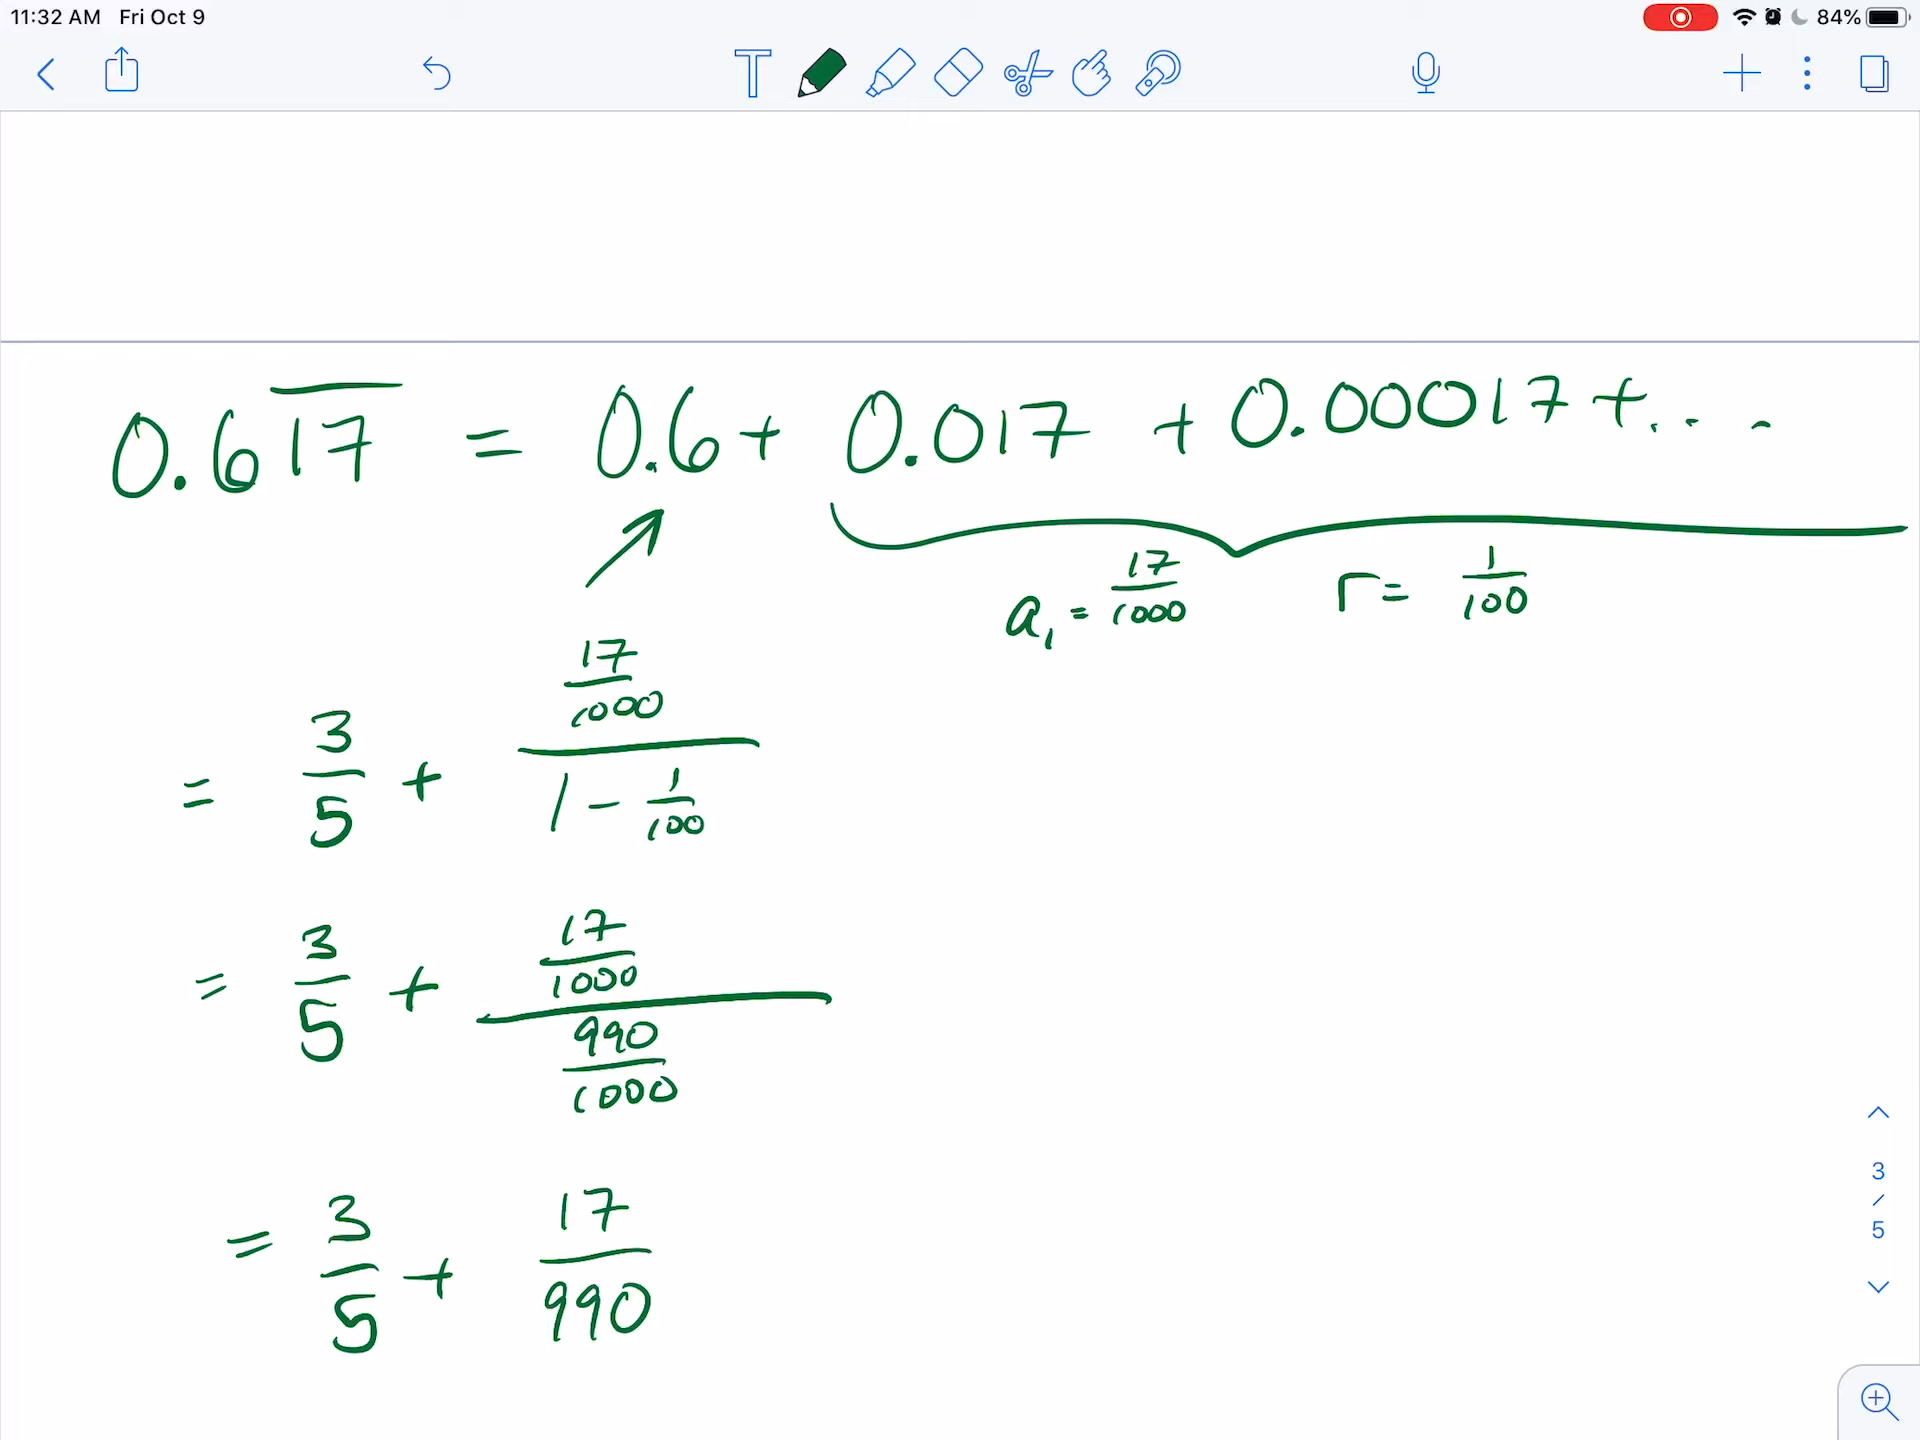 11:32 AM Fri Oct 9 84%
T
0.617̅ = 0.6 + 0.017 + 0.00017 + ...
a₁ = 17/1000 r = 1/100
= 3/5 + (17/1000)/(1 - 1/100)
= 3/5 + (17/1000)/(990/1000)
= 3/5 + 17/990
3
/
5